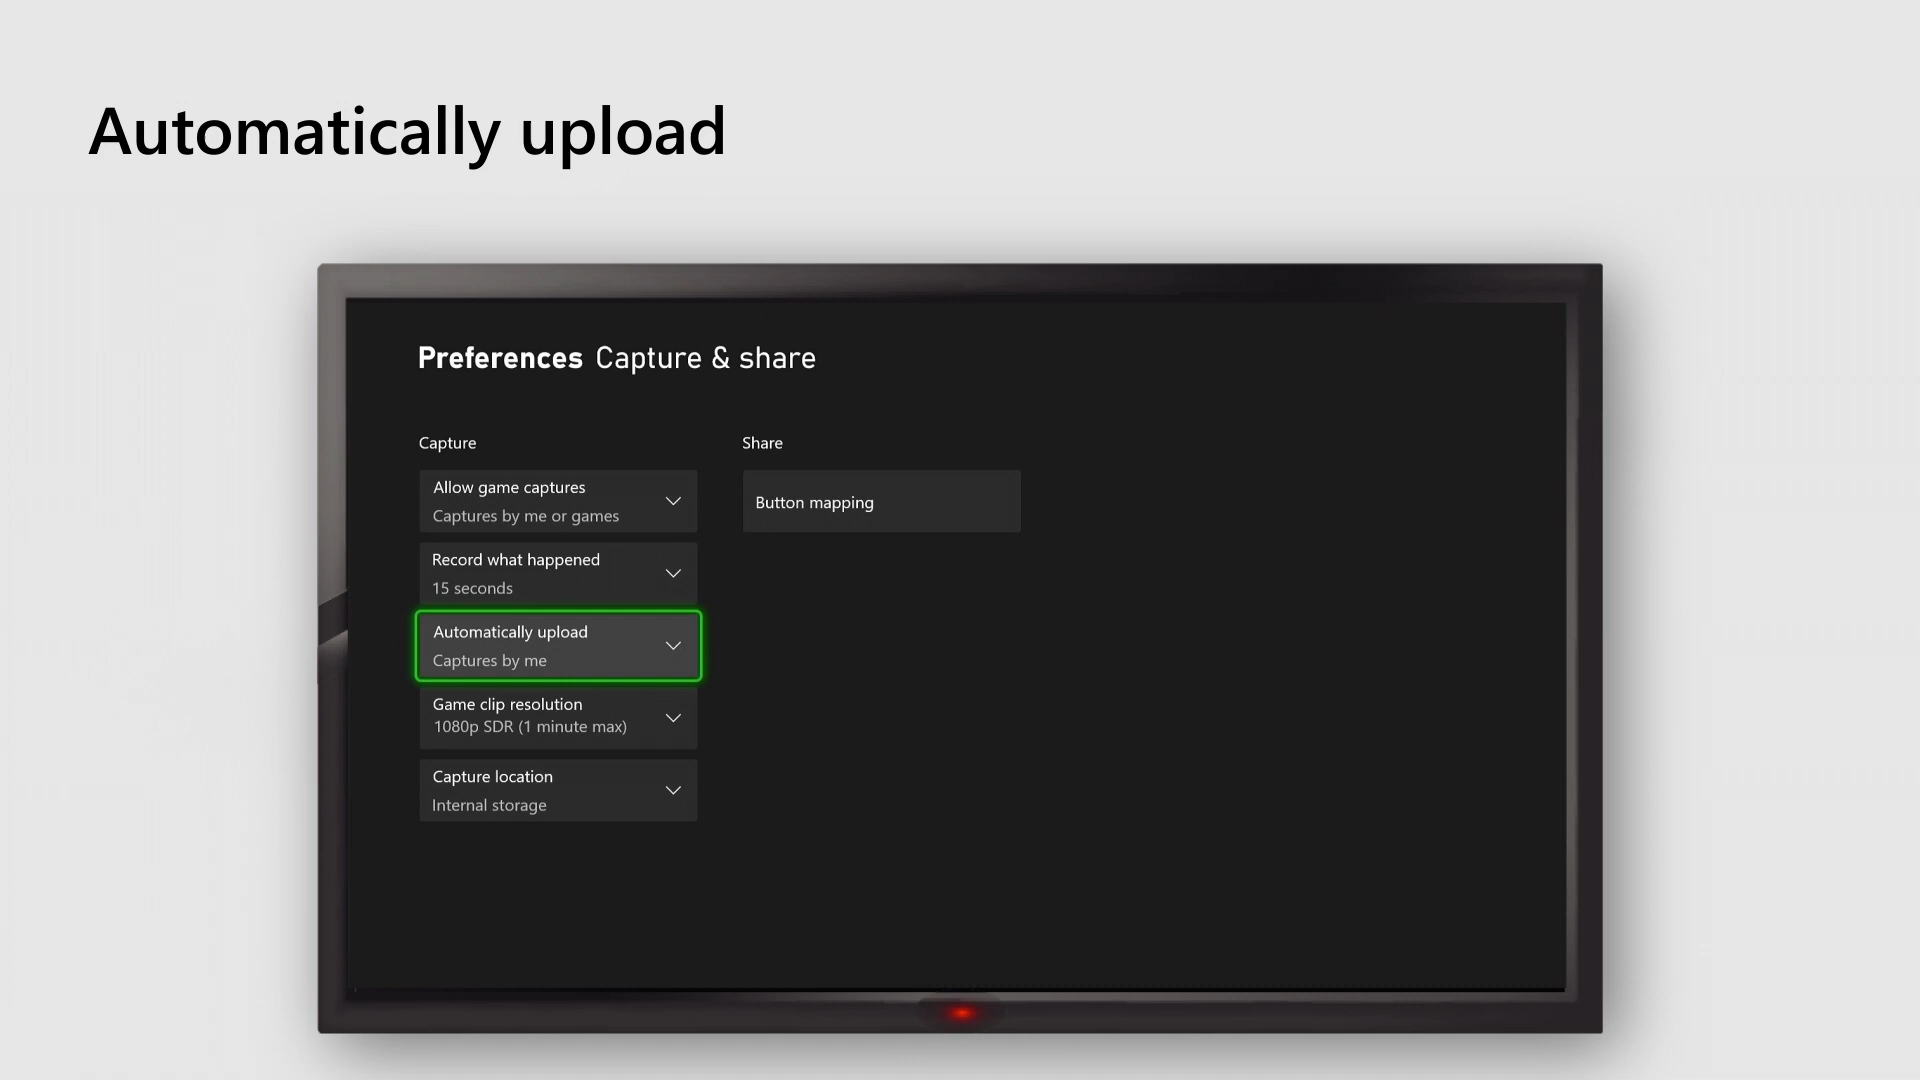 Automatically upload
Preferences Capture & share
Capture
Allow game captures
Captures by me or games
Record what happened
15 seconds
Automatically upload
Captures by me
Game clip resolution
1080p SDR (1 minute max)
Capture location
Internal storage
Share
Button mapping